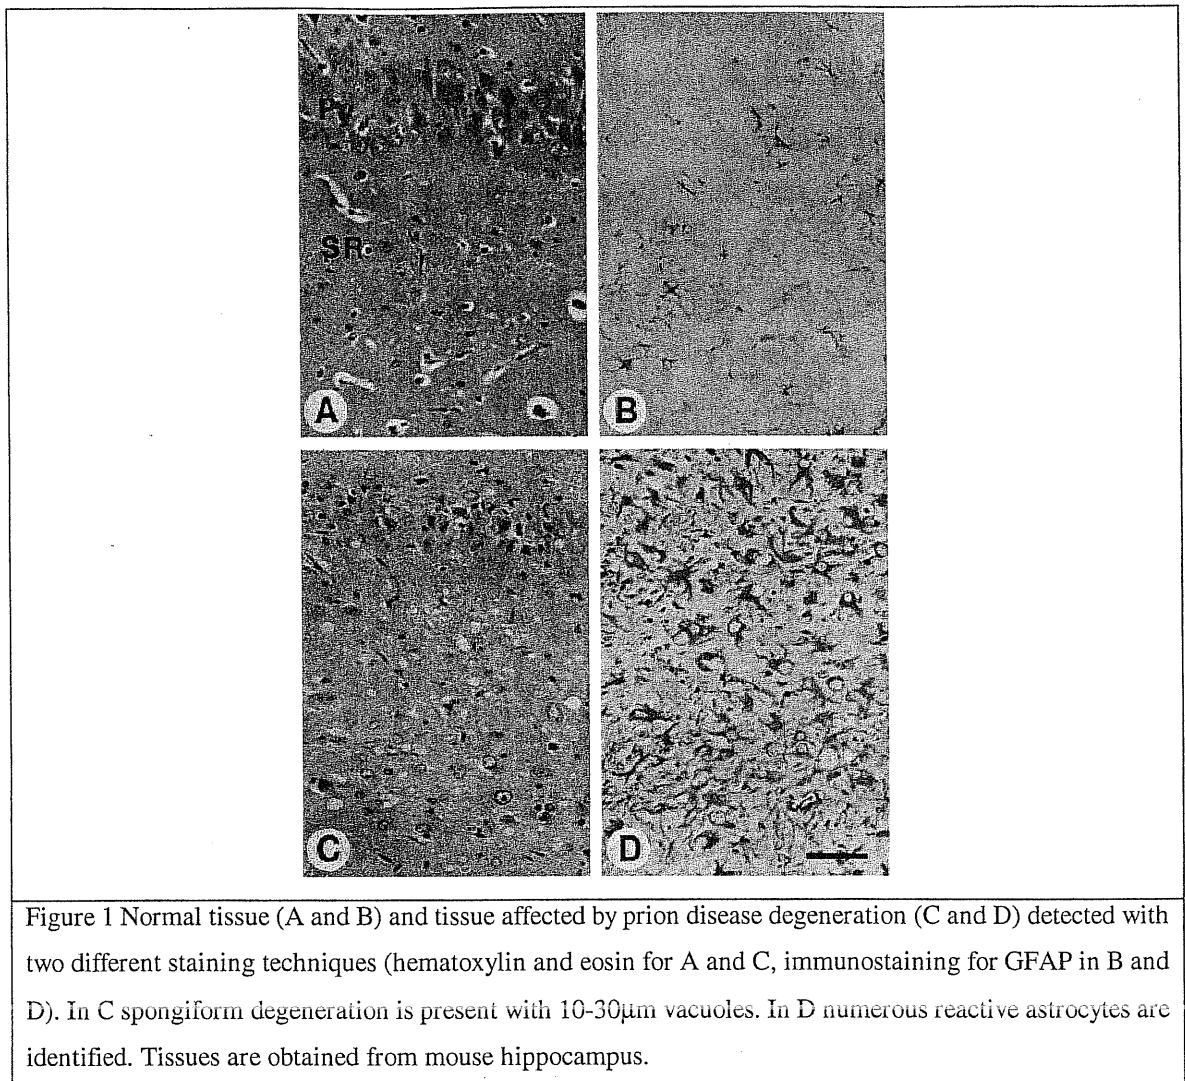 Py
SR
A
B
C
D
Figure 1 Normal tissue (A and B) and tissue affected by prion disease degeneration (C and D) detected with
two different staining techniques (hematoxylin and eosin for A and C, immunostaining for GFAP in B and
D). In C spongiform degeneration is present with 10-30μm vacuoles. In D numerous reactive astrocytes are
identified. Tissues are obtained from mouse hippocampus.